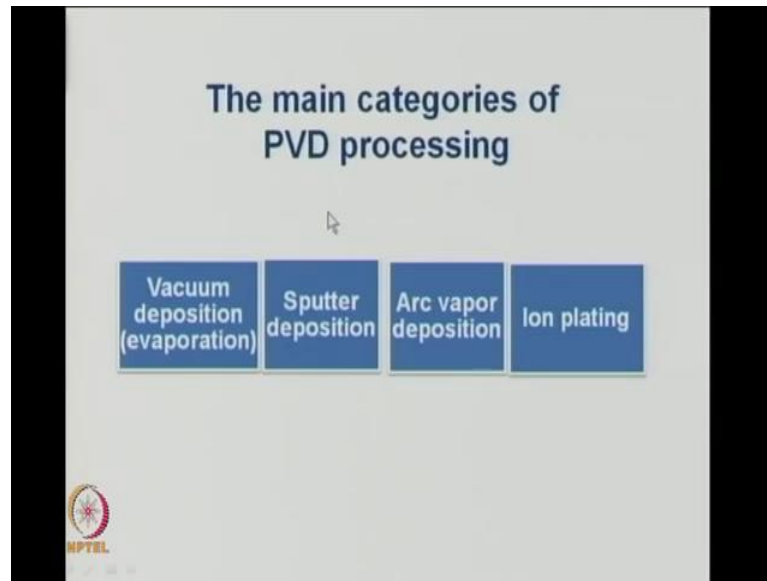 The main categories of
PVD processing
Vacuum
deposition
(evaporation)
Sputter
deposition
Arc vapor
deposition
Ion plating
NPTEL